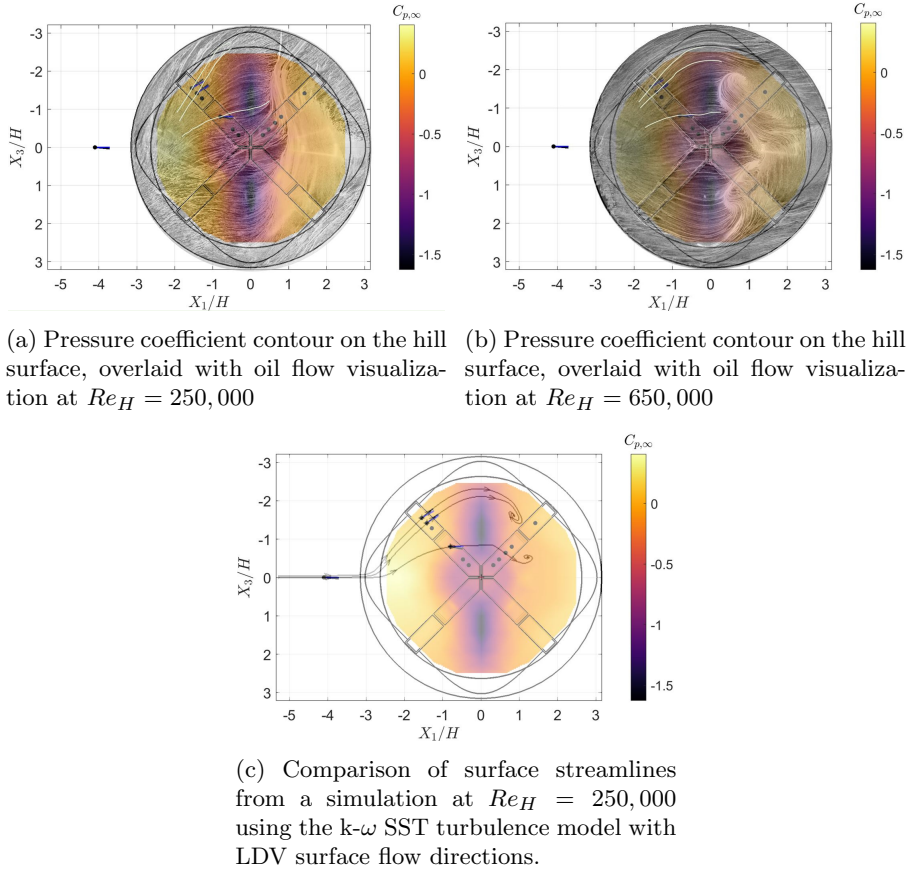 C_{p,∞}
C_{p,∞}
-3
-2
-1
0
1
2
3
X_3/H
-5 -4 -3 -2 -1 0 1 2 3
X_1/H
0
-0.5
-1
-1.5
-3
-2
-1
0
1
2
3
X_3/H
-5 -4 -3 -2 -1 0 1 2 3
X_1/H
0
-0.5
-1
-1.5
(a) Pressure coefficient contour on the hill
surface, overlaid with oil flow visualiza-
tion at Re_H = 250,000
(b) Pressure coefficient contour on the hill
surface, overlaid with oil flow visualiza-
tion at Re_H = 650,000
C_{p,∞}
-3
-2
-1
0
1
2
3
X_3/H
-5 -4 -3 -2 -1 0 1 2 3
X_1/H
0
-0.5
-1
-1.5
(c) Comparison of surface streamlines
from a simulation at Re_H = 250,000
using the k-ω SST turbulence model with
LDV surface flow directions.